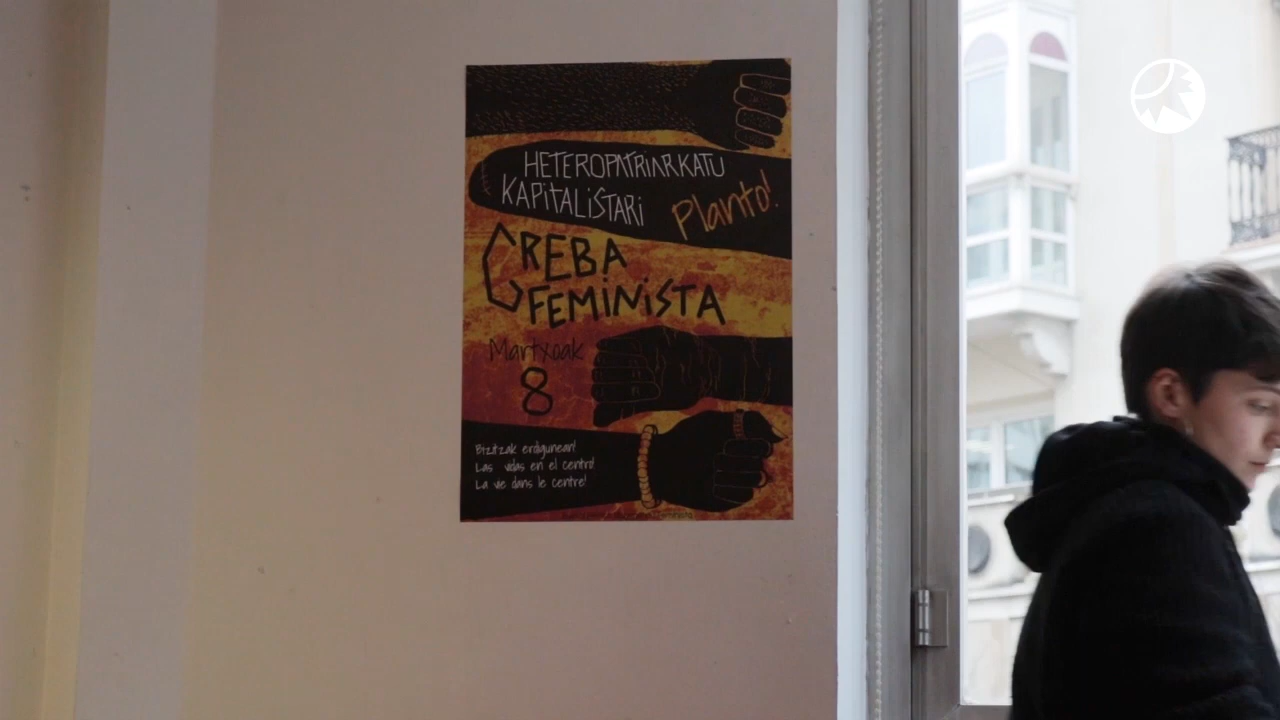 HETEROPATRIARKATU
KAPITALISTARI Planto!
GREBA
FEMINISTA
Martxoak
8
Bizitzak erdigunean!
Las vidas en el centro!
La vie dans le centre!